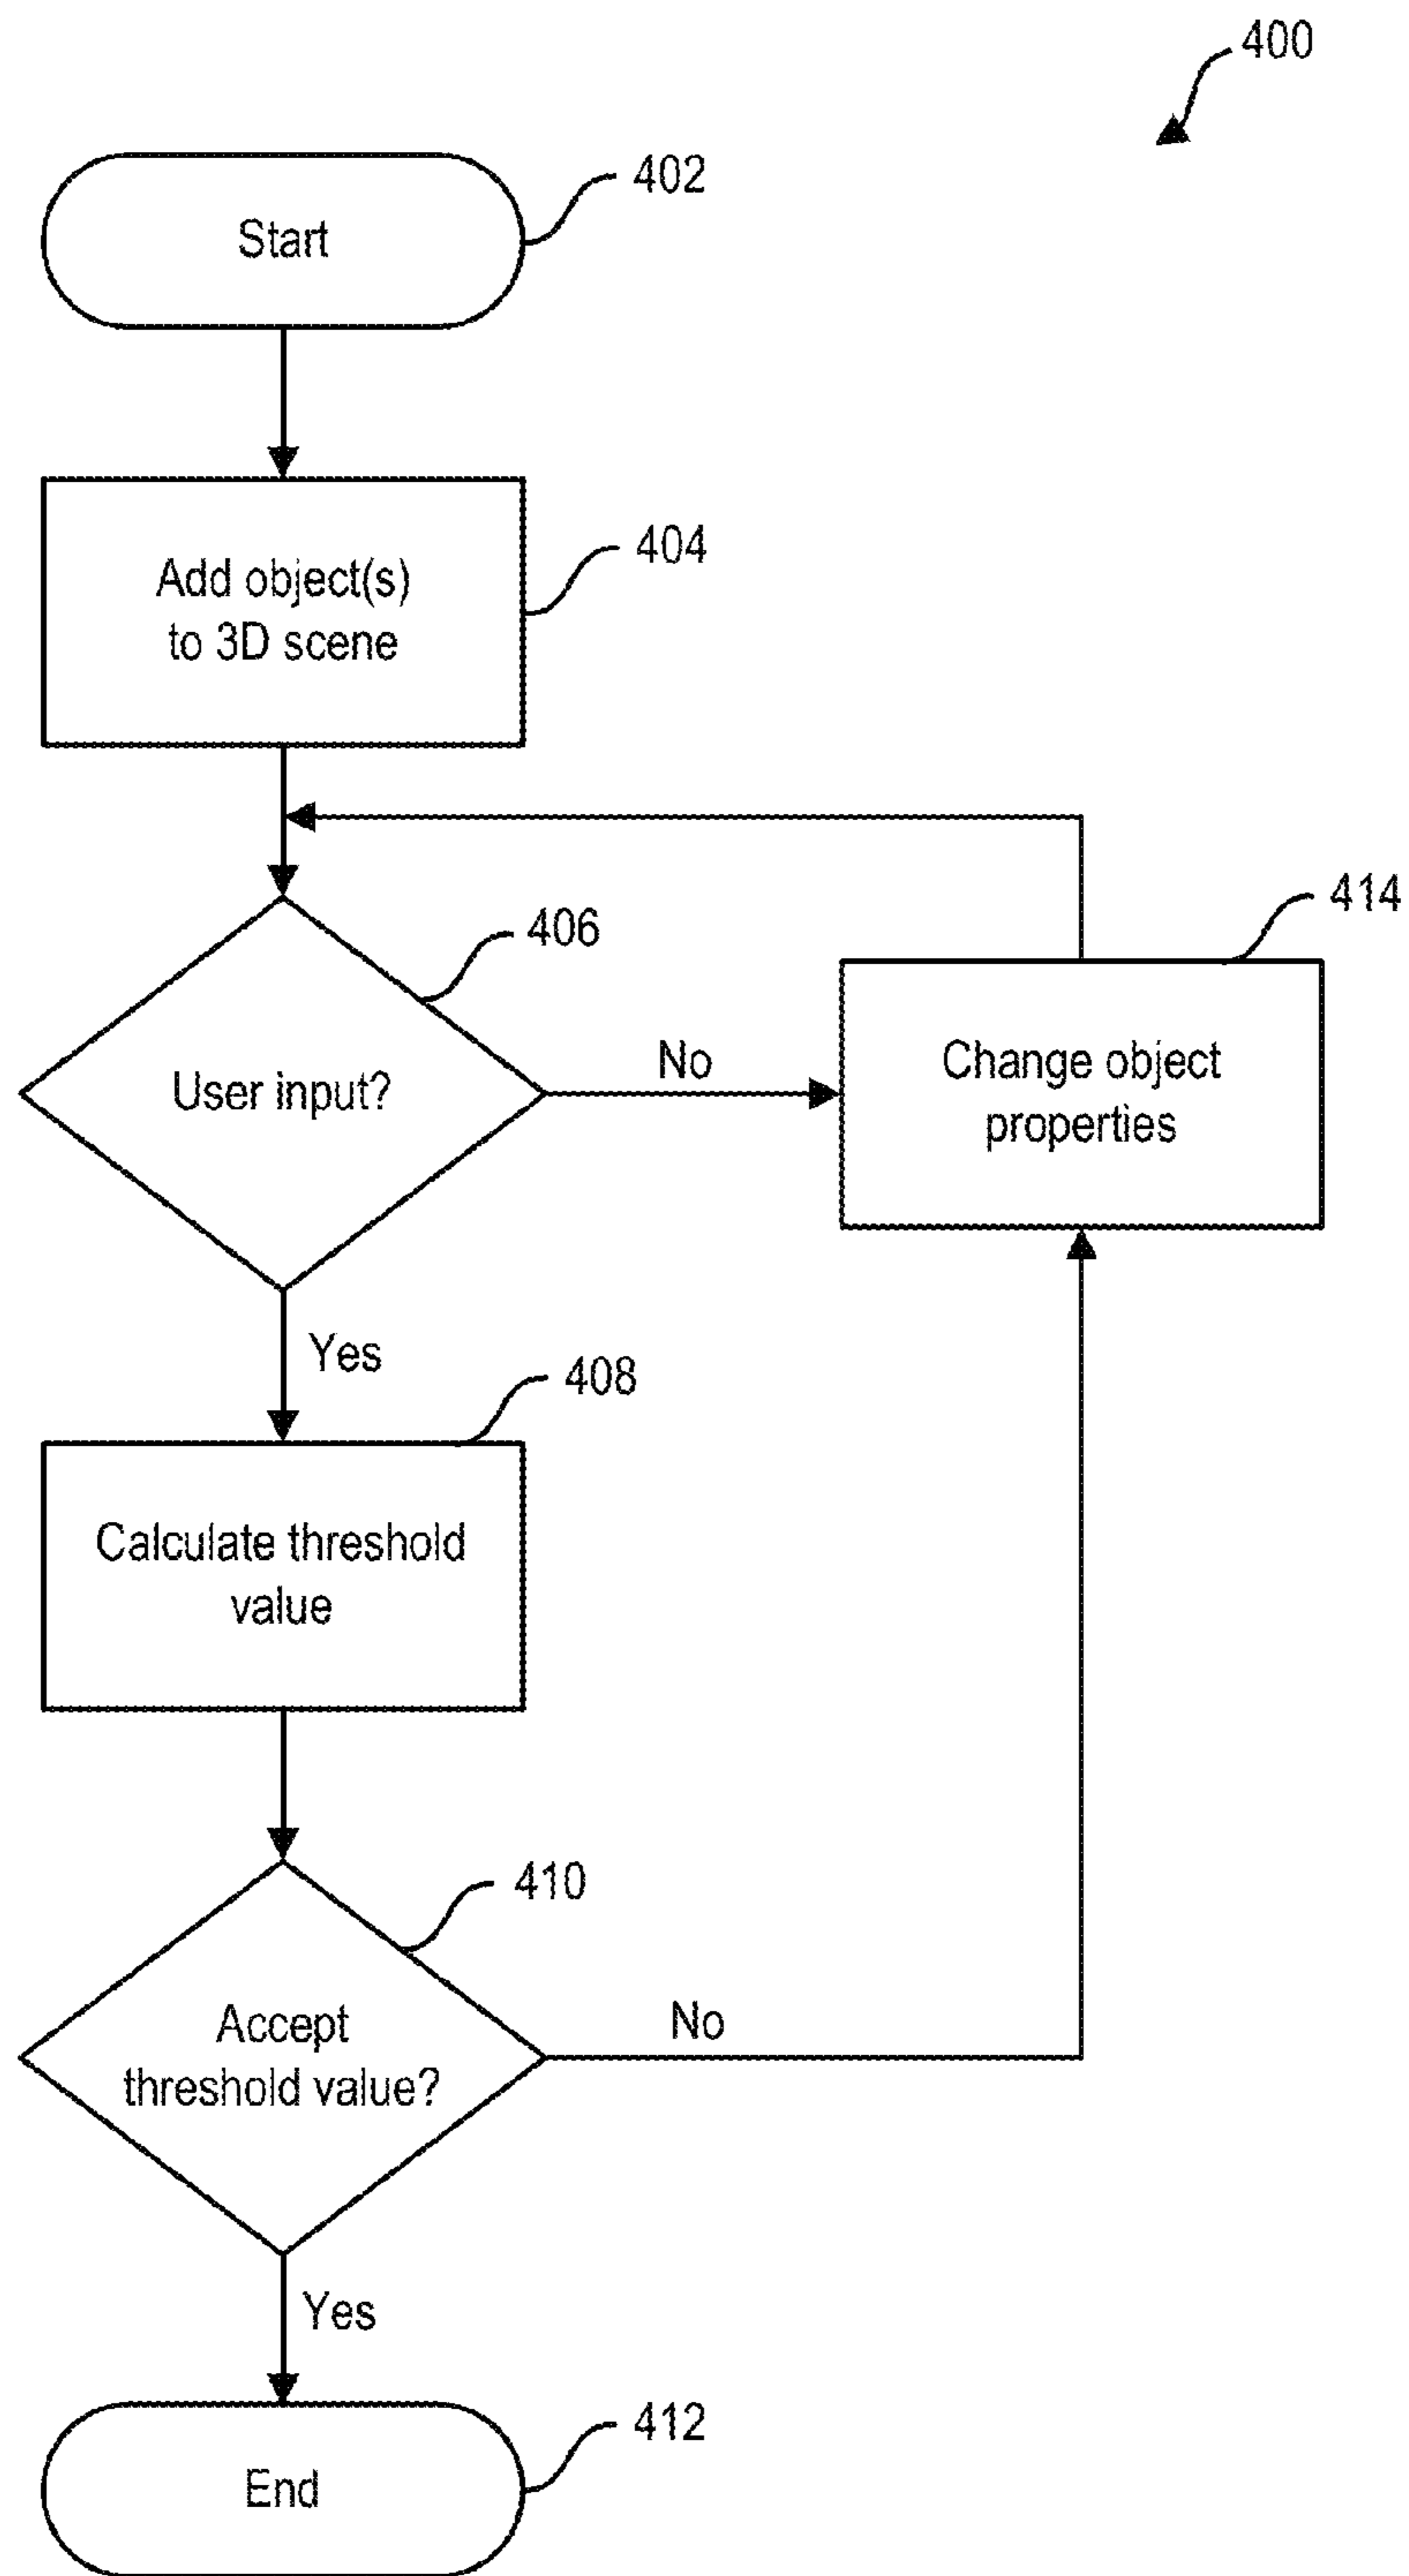 400
402
Start
404
Add object(s)
to 3D scene
406
414
User input?
No
Change object
properties
Yes
408
Calculate threshold
value
410
Accept
threshold value?
No
Yes
412
End